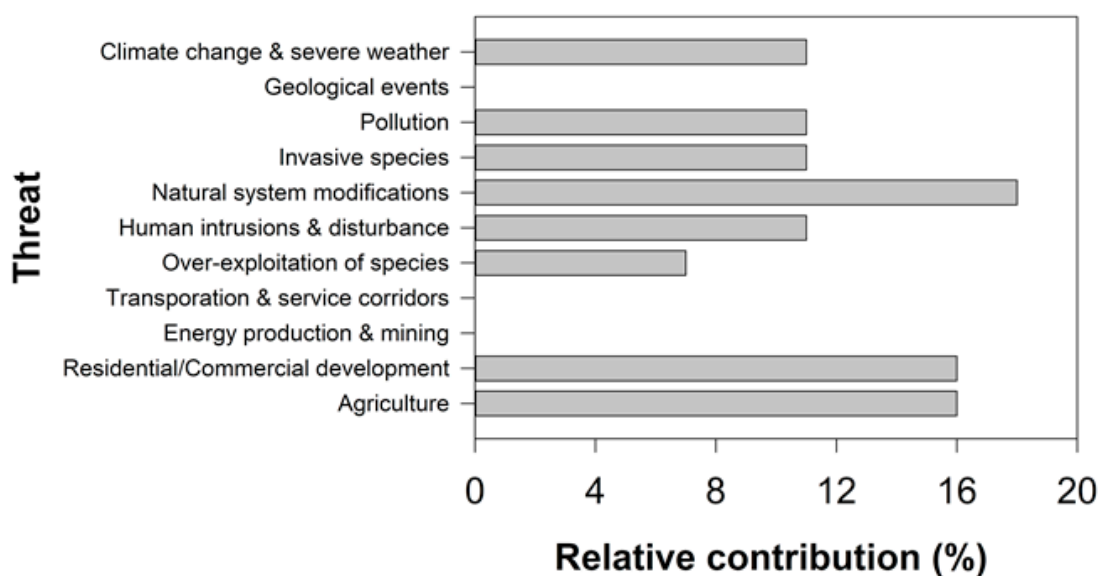 Threat
Climate change & severe weather
Geological events
Pollution
Invasive species
Natural system modifications
Human intrusions & disturbance
Over-exploitation of species
Transporation & service corridors
Energy production & mining
Residential/Commercial development
Agriculture
0 4 8 12 16 20
Relative contribution (%)